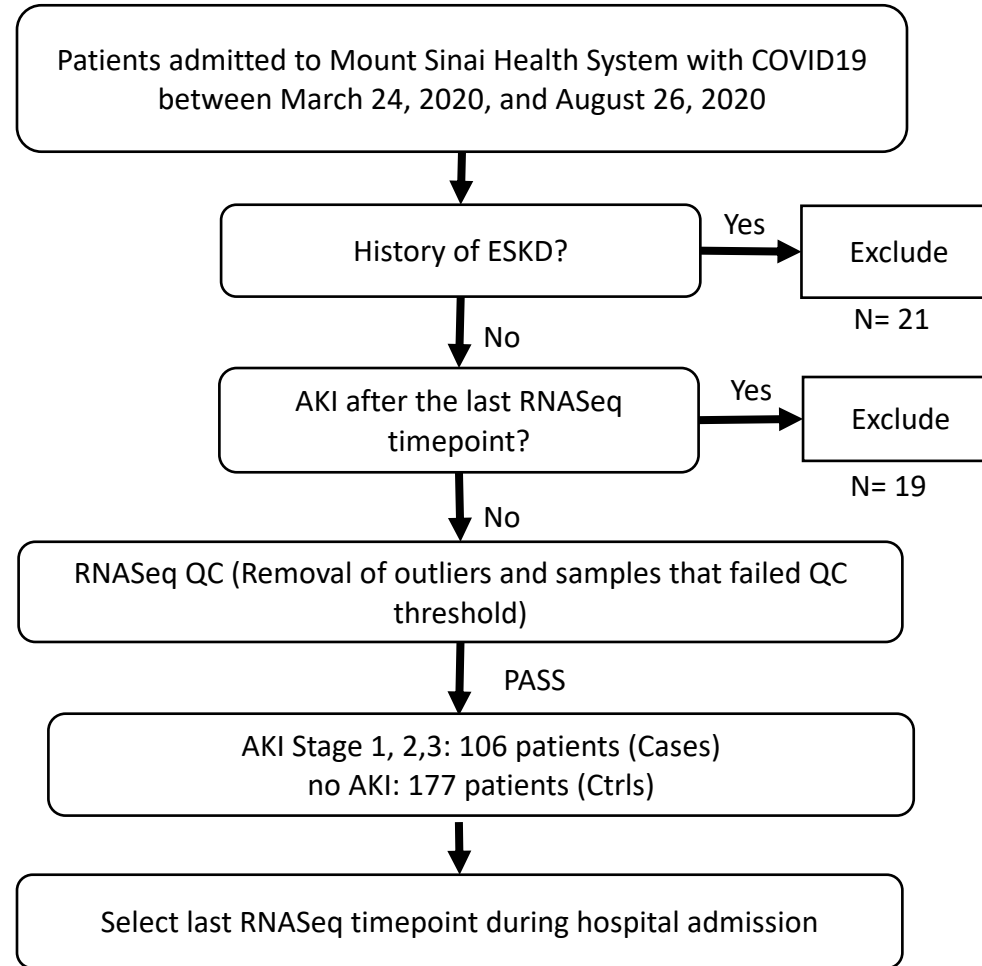 Patients admitted to Mount Sinai Health System with COVID19
between March 24, 2020, and August 26, 2020
History of ESKD?
Yes
Exclude
N= 21
No
AKI after the last RNASeq
timepoint?
Yes
Exclude
N= 19
No
RNASeq QC (Removal of outliers and samples that failed QC
threshold)
PASS
AKI Stage 1, 2,3: 106 patients (Cases)
no AKI: 177 patients (Ctrls)
Select last RNASeq timepoint during hospital admission